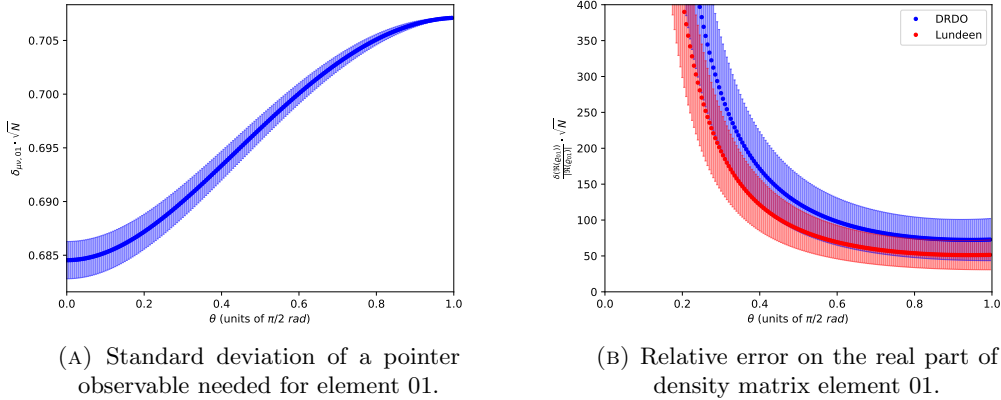 0.705
0.700
0.695
0.690
0.685
δμν, 01 · √N
0.0 0.2 0.4 0.6 0.8 1.0
θ (units of π/2 rad)
(A) Standard deviation of a pointer
observable needed for element 01.
400
350
300
250
200
150
100
50
0
δ(ℜ(ϱ01)) / |ℜ(ϱ01)| · √N
DRDO
Lundeen
0.0 0.2 0.4 0.6 0.8 1.0
θ (units of π/2 rad)
(B) Relative error on the real part of
density matrix element 01.